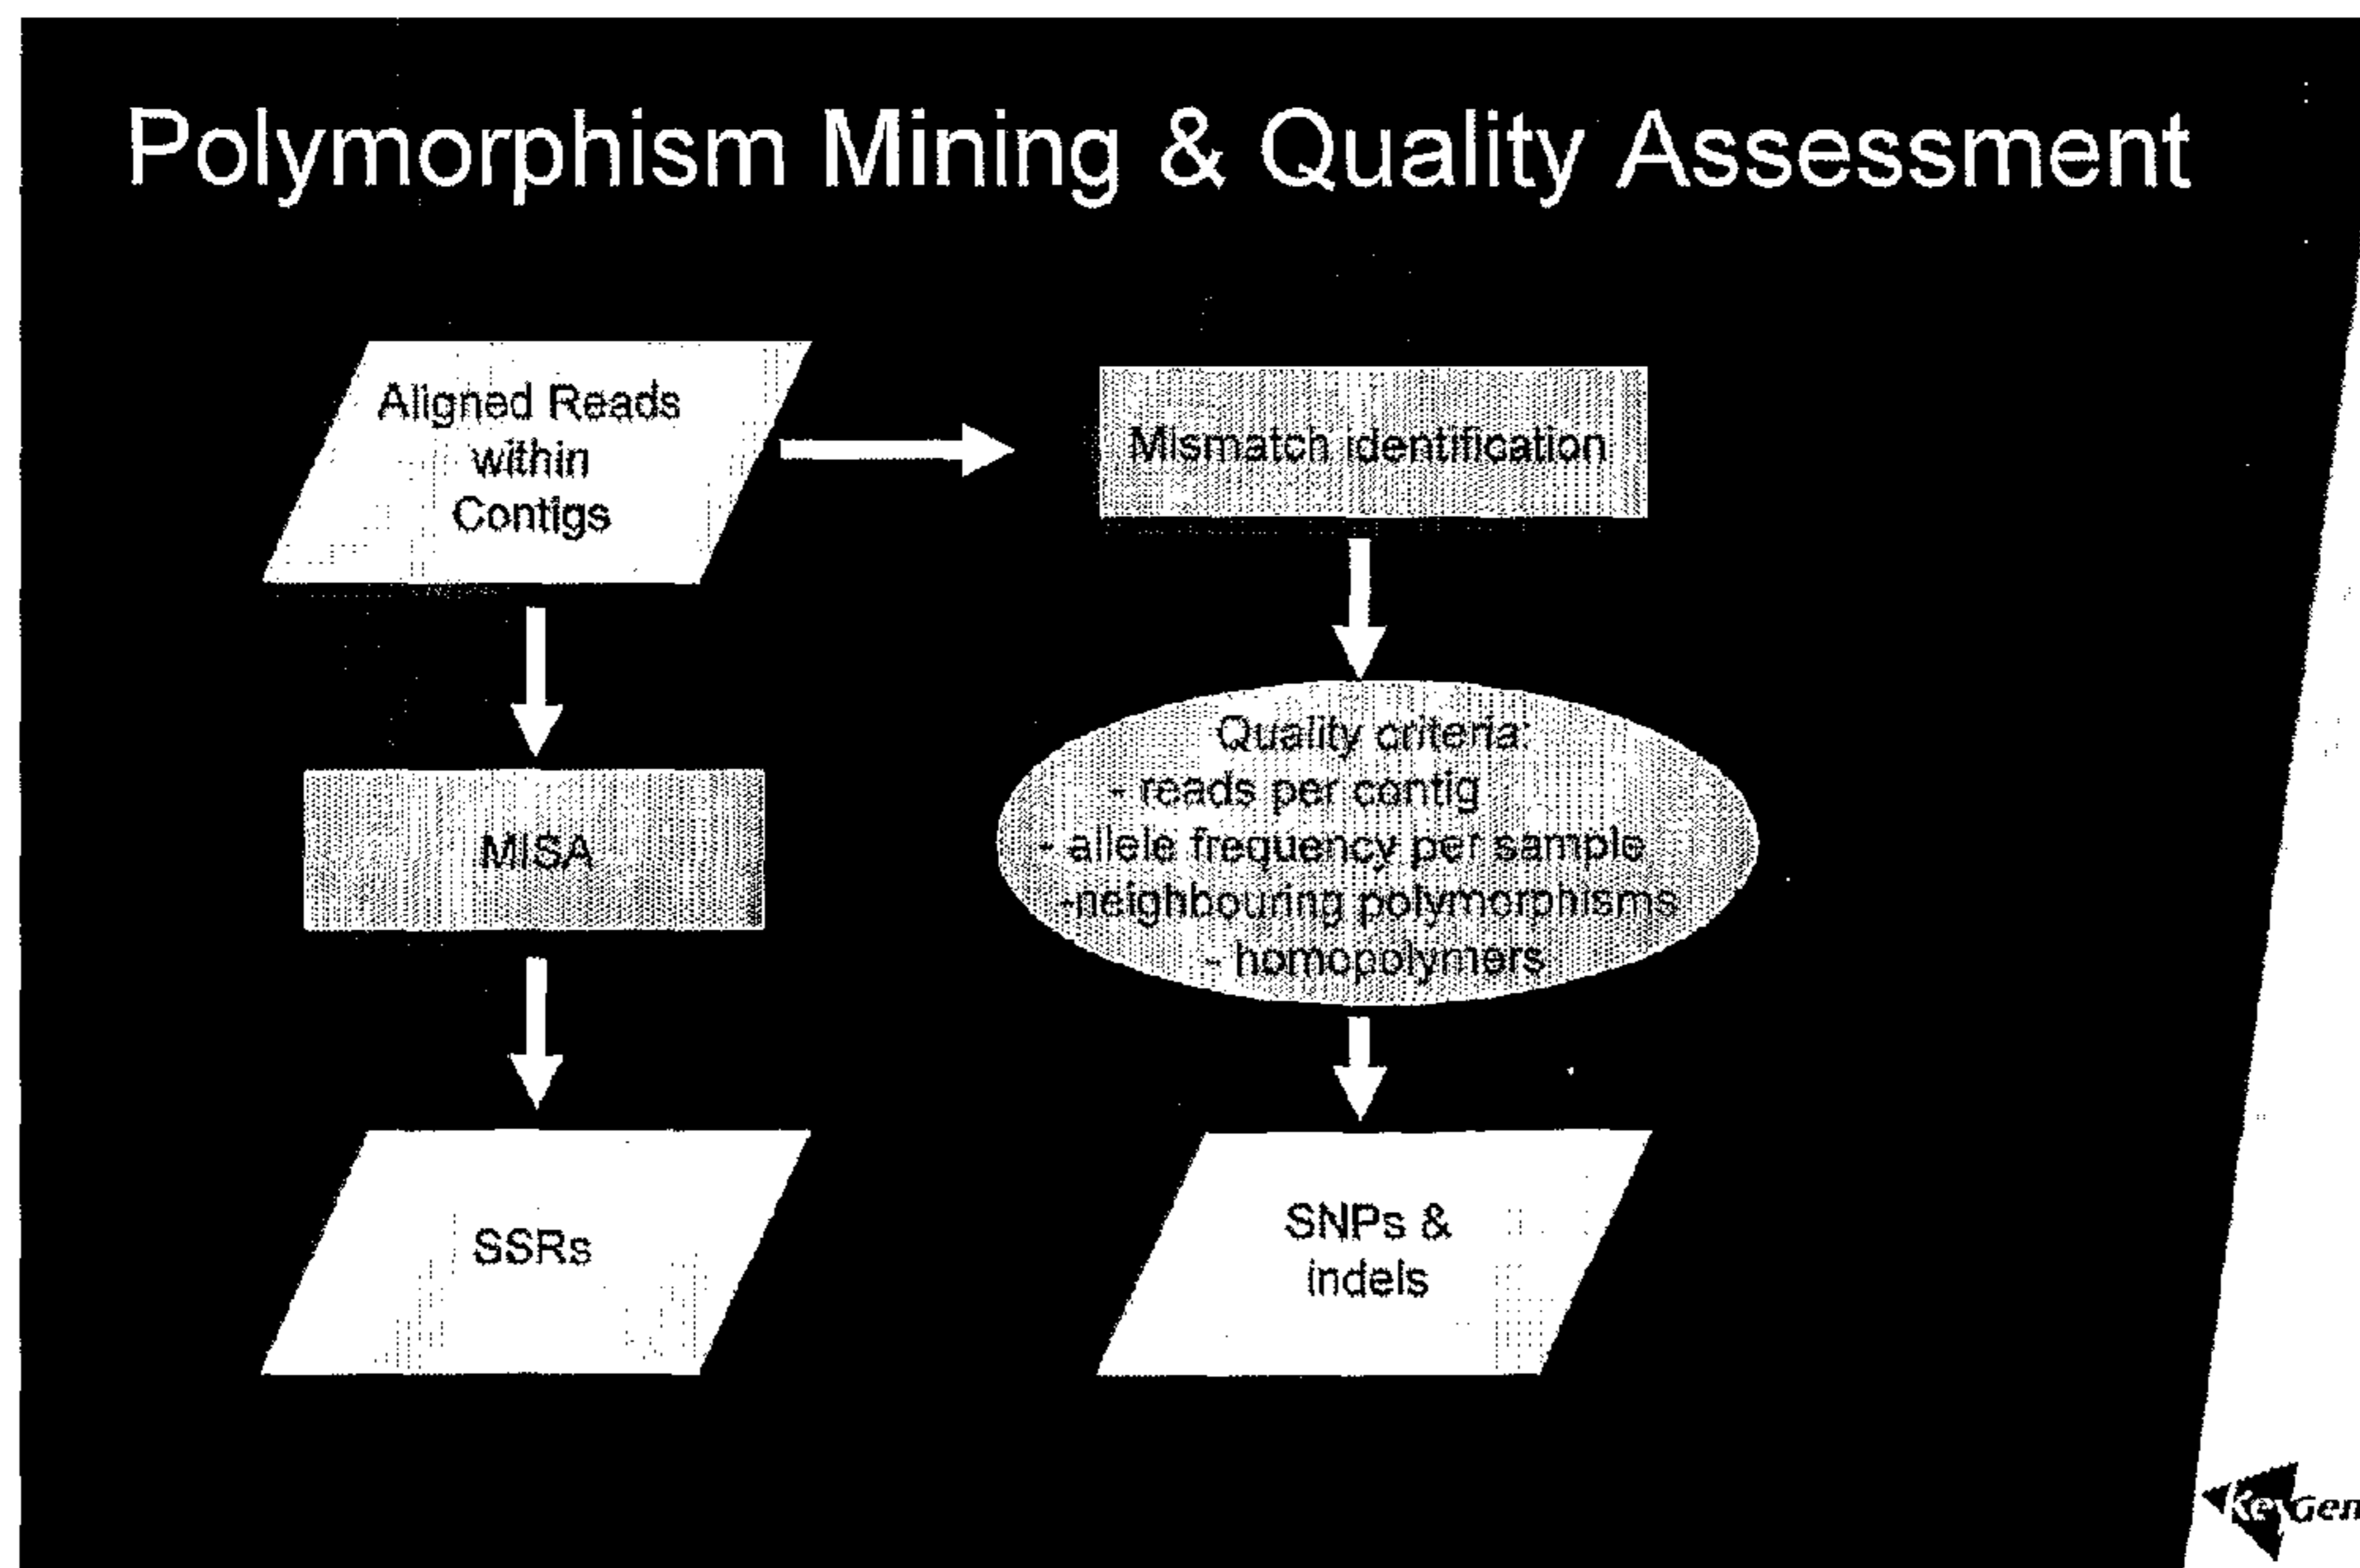 Polymorphism Mining & Quality Assessment
Aligned Reads
within
Contigs
Mismatch identification
MISA
Quality criteria:
- reads per contig
- allele frequency per sample
-neighbouring polymorphisms
- homopolymers
SSRs
SNPs &
indels
KeyGen